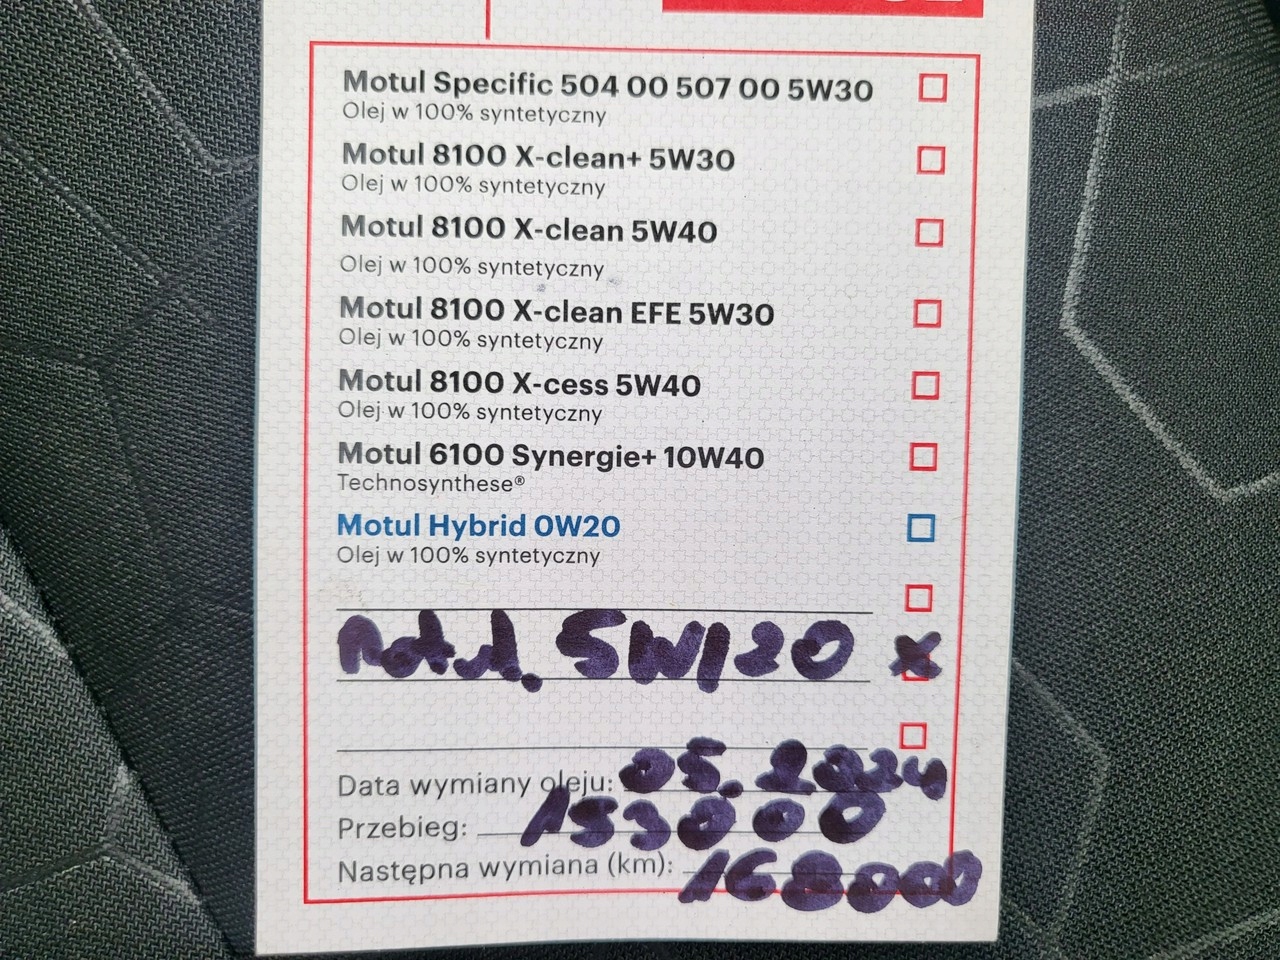 Motul Specific 504 00 507 00 5W30
Olej w 100% syntetyczny
Motul 8100 X-clean+ 5W30
Olej w 100% syntetyczny
Motul 8100 X-clean 5W40
Olej w 100% syntetyczny
Motul 8100 X-clean EFE 5W30
Olej w 100% syntetyczny
Motul 8100 X-cess 5W40
Olej w 100% syntetyczny
Motul 6100 Synergie+ 10W40
Technosynthese®
Motul Hybrid 0W20
Olej w 100% syntetyczny
Motul. 5W120 X
Data wymiany oleju: 05.2024
Przebieg: 153000
Następna wymiana (km): 168000